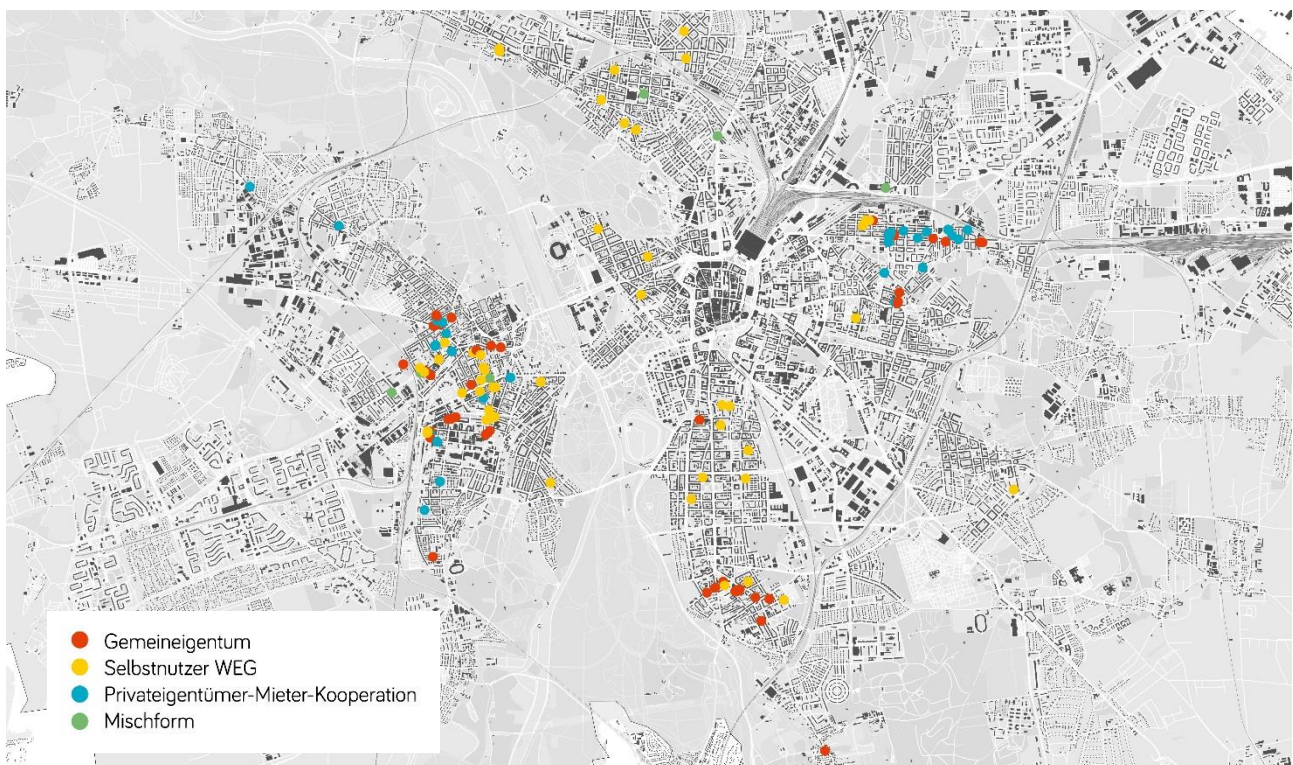 Gemeineigentum
Selbstnutzer WEG
Privateigentümer-Mieter-Kooperation
Mischform